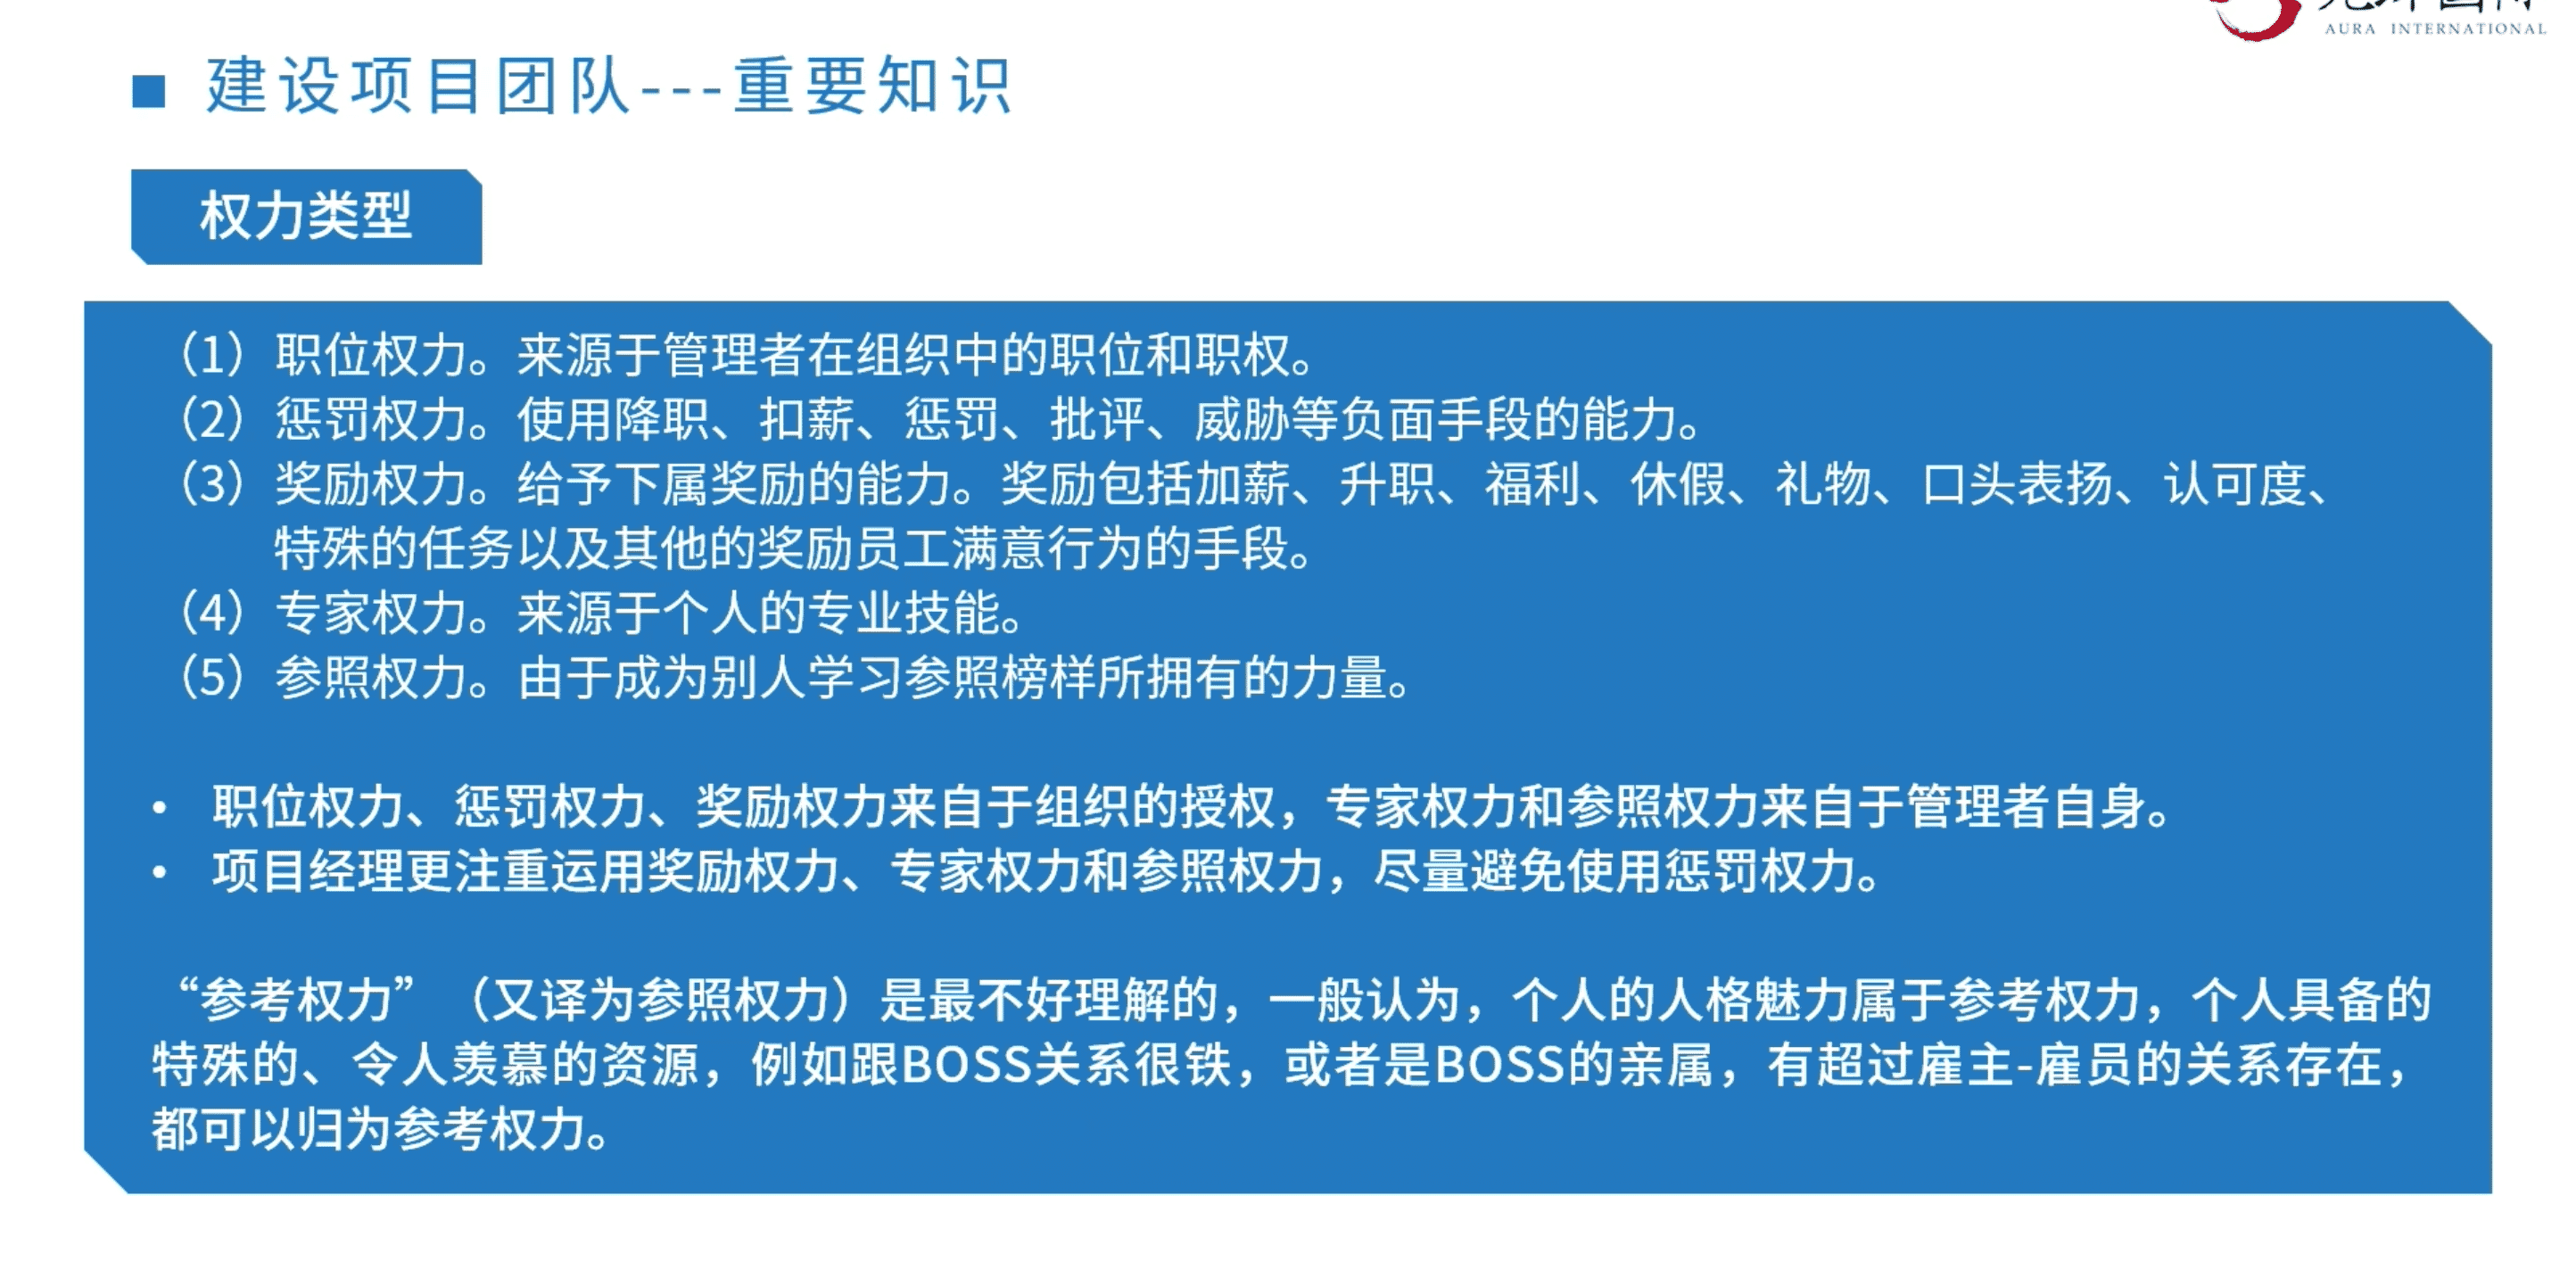 AURA INTERNATIONAL
建设项目团队---重要知识
权力类型
（1）职位权力。来源于管理者在组织中的职位和职权。
（2）惩罚权力。使用降职、扣薪、惩罚、批评、威胁等负面手段的能力。
（3）奖励权力。给予下属奖励的能力。奖励包括加薪、升职、福利、休假、礼物、口头表扬、认可度、
特殊的任务以及其他的奖励员工满意行为的手段。
（4）专家权力。来源于个人的专业技能。
（5）参照权力。由于成为别人学习参照榜样所拥有的力量。
• 职位权力、惩罚权力、奖励权力来自于组织的授权，专家权力和参照权力来自于管理者自身。
• 项目经理更注重运用奖励权力、专家权力和参照权力，尽量避免使用惩罚权力。
“参考权力”（又译为参照权力）是最不好理解的，一般认为，个人的人格魅力属于参考权力，个人具备的
特殊的、令人羡慕的资源，例如跟BOSS关系很铁，或者是BOSS的亲属，有超过雇主-雇员的关系存在，
都可以归为参考权力。